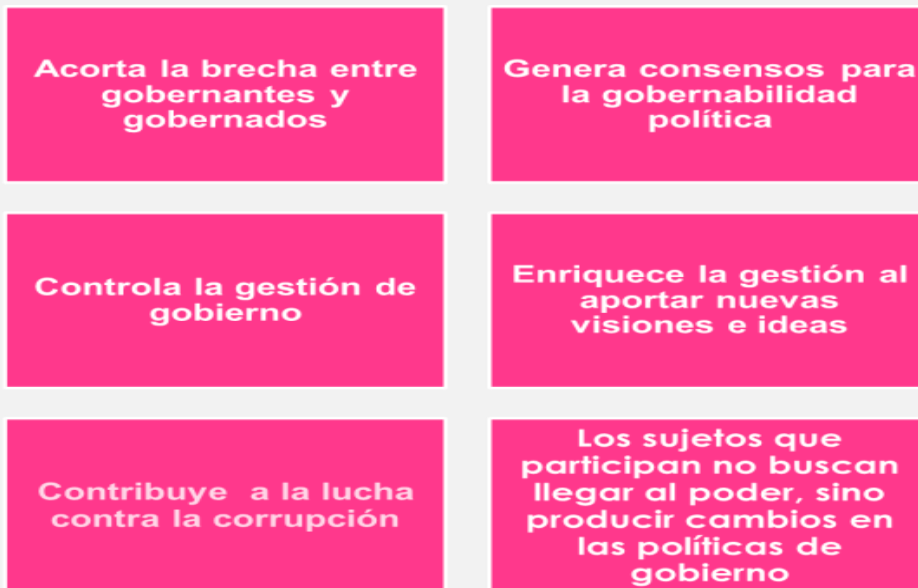 Acorta la brecha entre
gobernantes y
gobernados
Genera consensos para
la gobernabilidad
política
Controla la gestión de
gobierno
Enriquece la gestión al
aportar nuevas
visiones e ideas
Contribuye a la lucha
contra la corrupción
Los sujetos que
participan no buscan
llegar al poder, sino
producir cambios en
las políticas de
gobierno